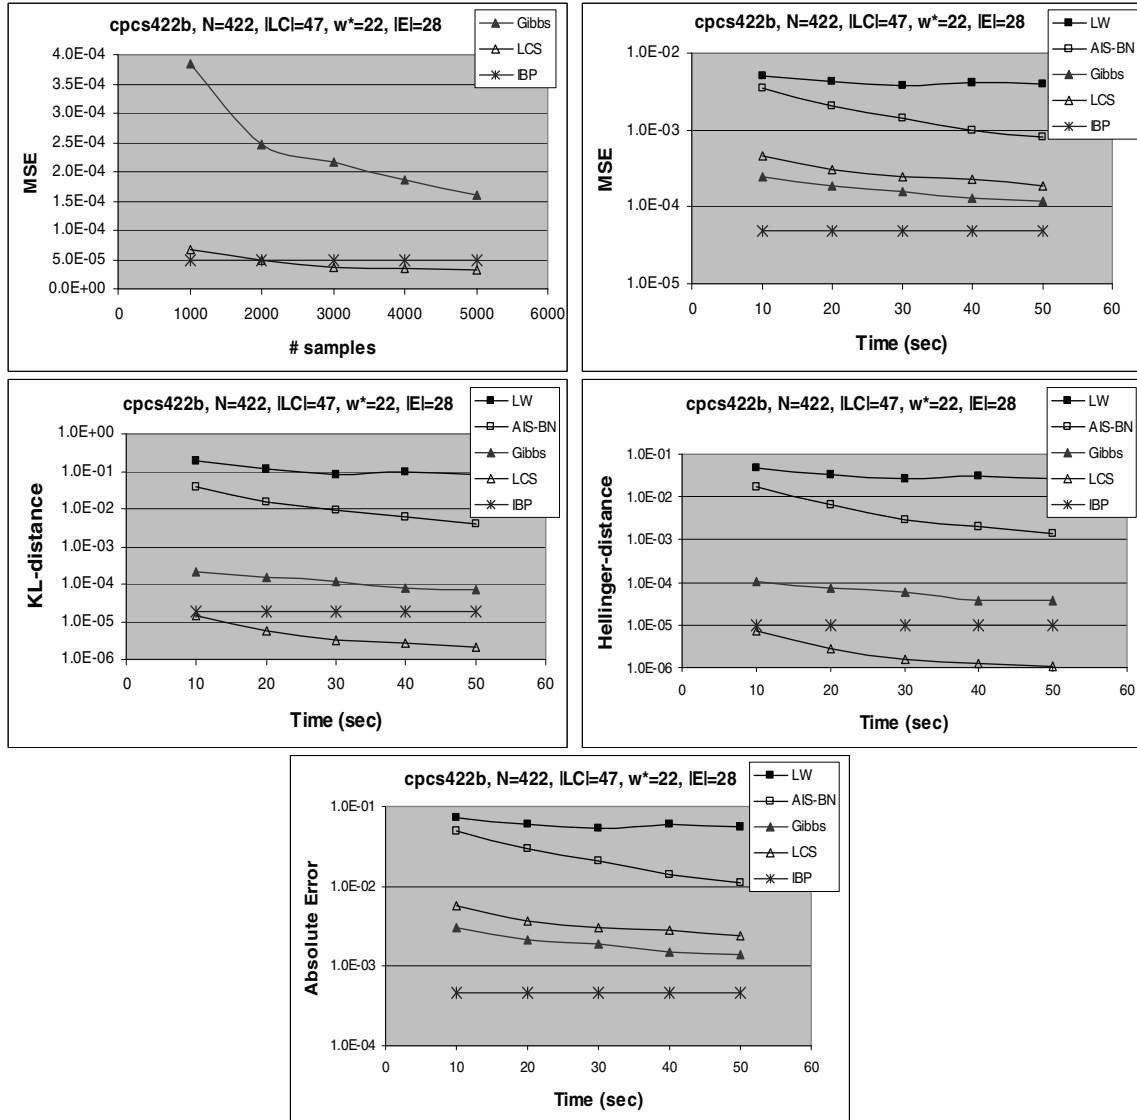 cpcs422b, N=422, |LC|=47, w*=22, |E|=28
Gibbs
LCS
IBP
4.0E-04
3.5E-04
3.0E-04
2.5E-04
2.0E-04
1.5E-04
1.0E-04
5.0E-05
0.0E+00
MSE
0 1000 2000 3000 4000 5000 6000
# samples
cpcs422b, N=422, |LC|=47, w*=22, |E|=28
LW
AIS-BN
Gibbs
LCS
IBP
1.0E-02
1.0E-03
1.0E-04
1.0E-05
MSE
0 10 20 30 40 50 60
Time (sec)
cpcs422b, N=422, |LC|=47, w*=22, |E|=28
LW
AIS-BN
Gibbs
LCS
IBP
1.0E+00
1.0E-01
1.0E-02
1.0E-03
1.0E-04
1.0E-05
1.0E-06
KL-distance
0 10 20 30 40 50 60
Time (sec)
cpcs422b, N=422, |LC|=47, w*=22, |E|=28
LW
AIS-BN
Gibbs
LCS
IBP
1.0E-01
1.0E-02
1.0E-03
1.0E-04
1.0E-05
1.0E-06
Hellinger-distance
0 10 20 30 40 50 60
Time (sec)
cpcs422b, N=422, |LC|=47, w*=22, |E|=28
LW
AIS-BN
Gibbs
LCS
IBP
1.0E-01
1.0E-02
1.0E-03
1.0E-04
Absolute Error
0 10 20 30 40 50 60
Time (sec)